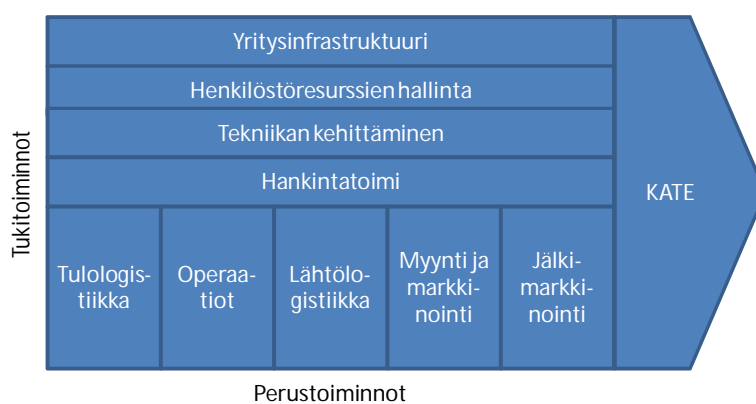 Yritysinfrastruktuuri
Henkilöstöresurssien hallinta
Tekniikan kehittäminen
Hankintatoimi
Tukitoiminnot
KATE
Tulologis-
tiikka
Operaa-
tiot
Lähtölo-
gistiikka
Myynti ja
markki-
nointi
Jälki-
markki-
nointi
Perustoiminnot